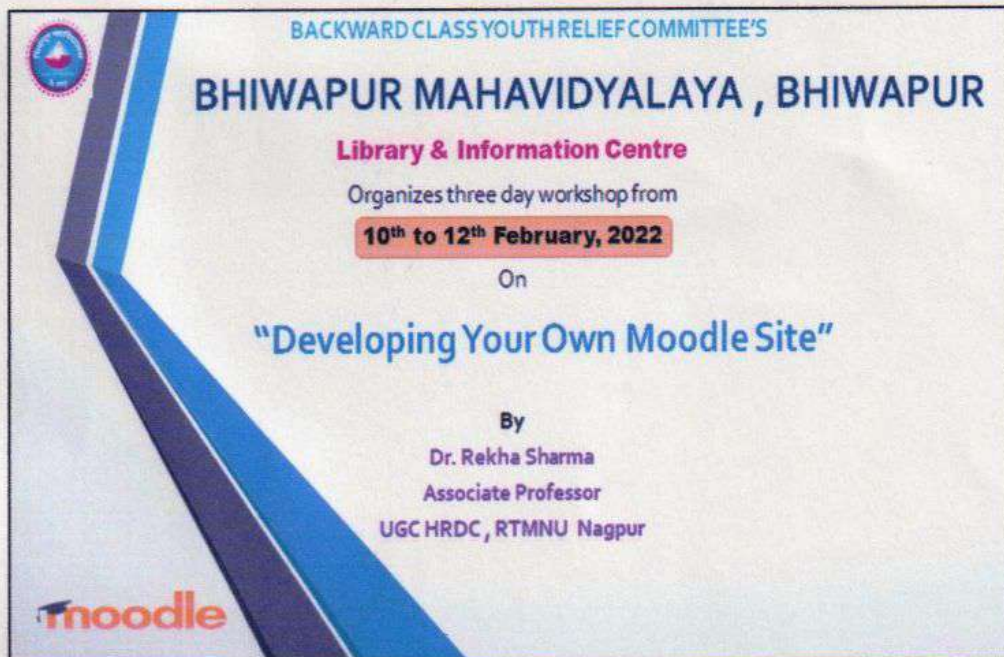 BACKWARD CLASS YOUTH RELIEF COMMITTEE'S
BHIWAPUR MAHAVIDYALAYA , BHIWAPUR
Library & Information Centre
Organizes three day workshop from
10th to 12th February, 2022
On
"Developing Your Own Moodle Site"
By
Dr. Rekha Sharma
Associate Professor
UGC HRDC , RTMNU Nagpur
moodle